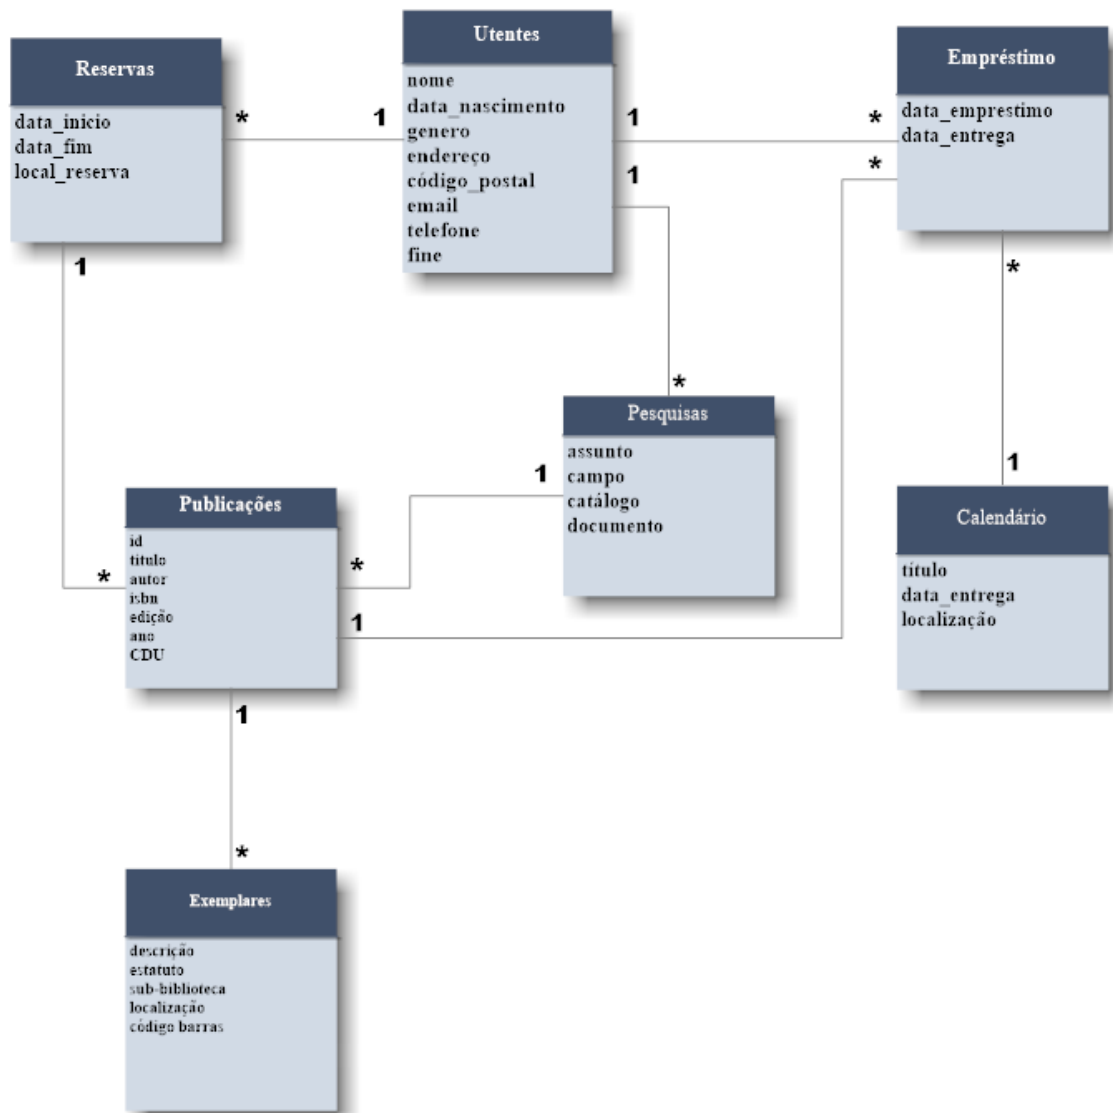 Reservas
data_inicio
data_fim
local_reserva
Utentes
nome
data_nascimento
genero
endereço
código_postal
email
telefone
fine
Empréstimo
data_emprestimo
data_entrega
*
1
1
*
1
*
1
*
*
Pesquisas
assunto
campo
catálogo
documento
1
1
Calendário
título
data_entrega
localização
Publicações
id
titulo
autor
isbn
edição
ano
CDU
*
*
1
1
*
Exemplares
descrição
estatuto
sub-biblioteca
localização
código barras